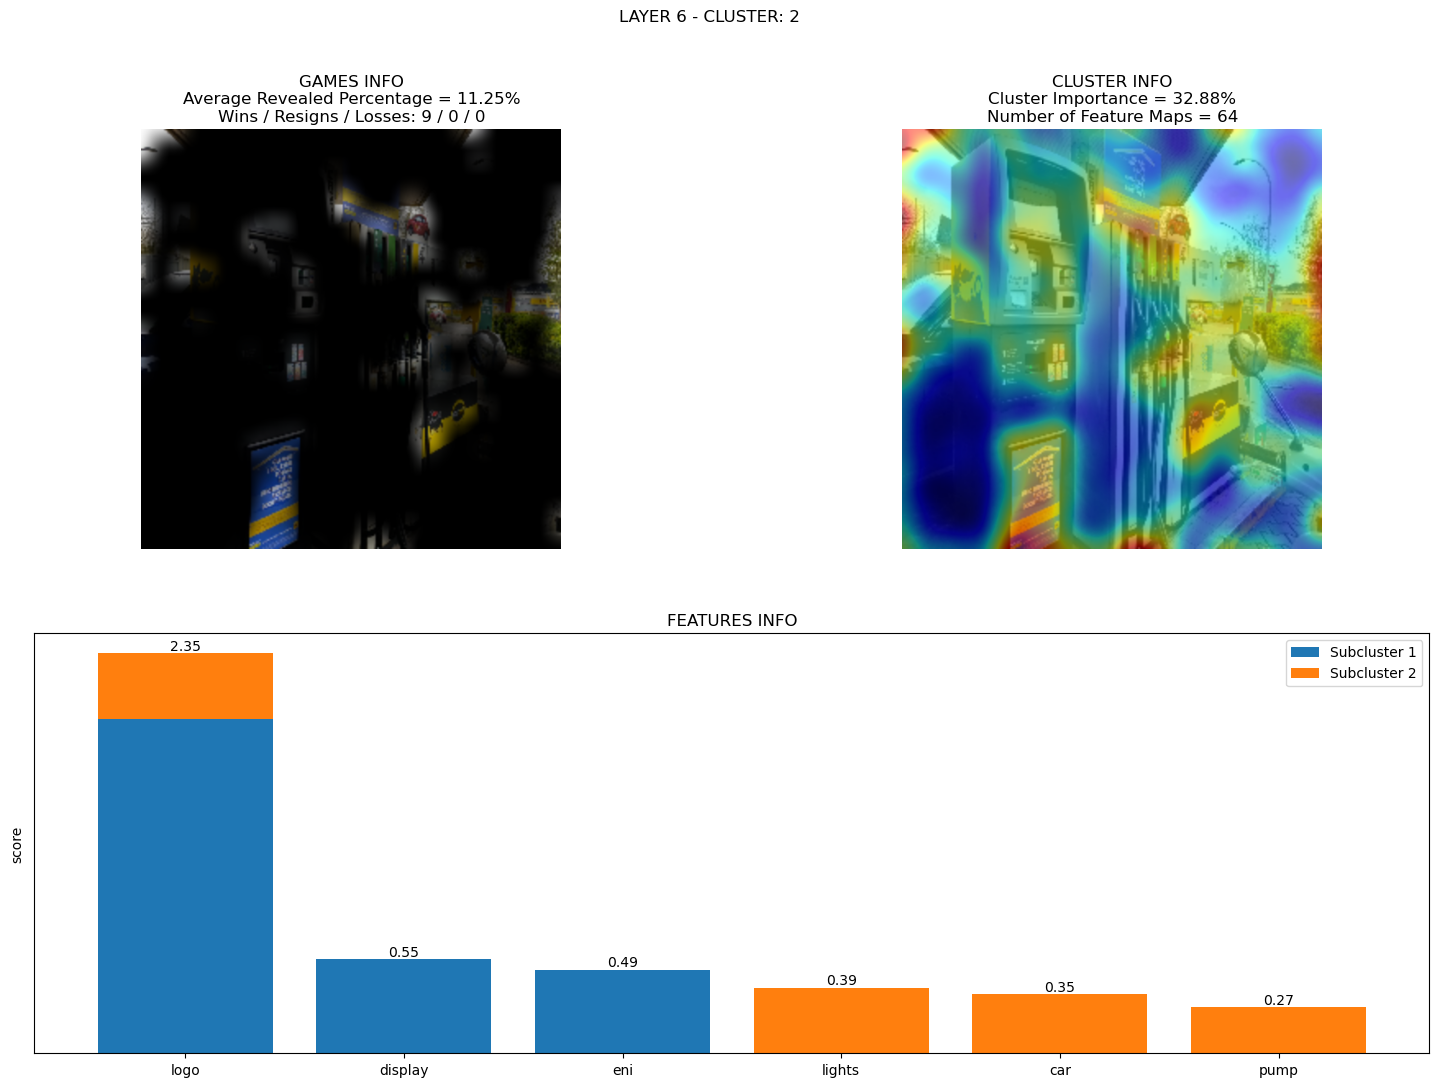 LAYER 6 - CLUSTER: 2
GAMES INFO
Average Revealed Percentage = 11.25%
Wins / Resigns / Losses: 9 / 0 / 0
CLUSTER INFO
Cluster Importance = 32.88%
Number of Feature Maps = 64
FEATURES INFO
2.35
0.55
0.49
0.39
0.35
0.27
Subcluster 1
Subcluster 2
score
logo
display
eni
lights
car
pump